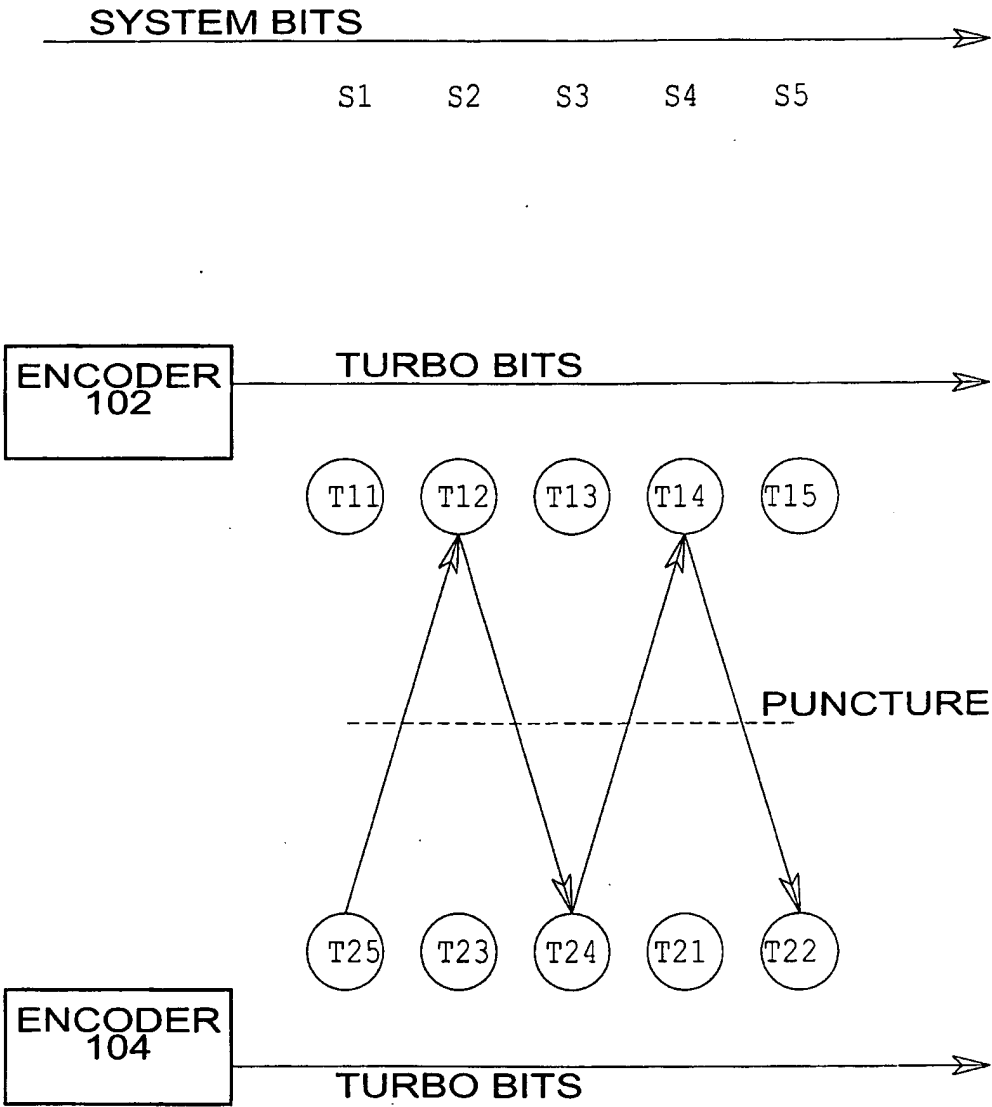 SYSTEM BITS
S1 S2 S3 S4 S5
ENCODER
102
TURBO BITS
T11 T12 T13 T14 T15
PUNCTURE
T25 T23 T24 T21 T22
ENCODER
104
TURBO BITS